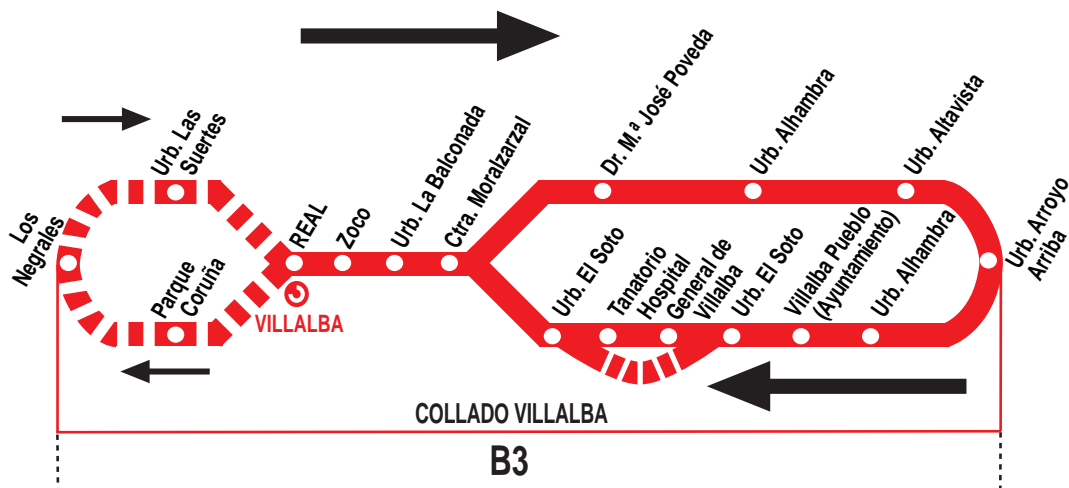 Los
Negrales
Urb. Las
Suertes
Parque
Coruña
REAL
VILLALBA
Zoco
Urb. La Balconada
Ctra. Moralzarzal
Dr. M.ª José Poveda
Urb. Alhambra
Urb. Altavista
Urb. Arroyo
Arriba
Urb. El Soto
Tanatorio
Hospital
General de
Villalba
Urb. El Soto
Villalba Pueblo
(Ayuntamiento)
Urb. Alhambra
COLLADO VILLALBA
B3